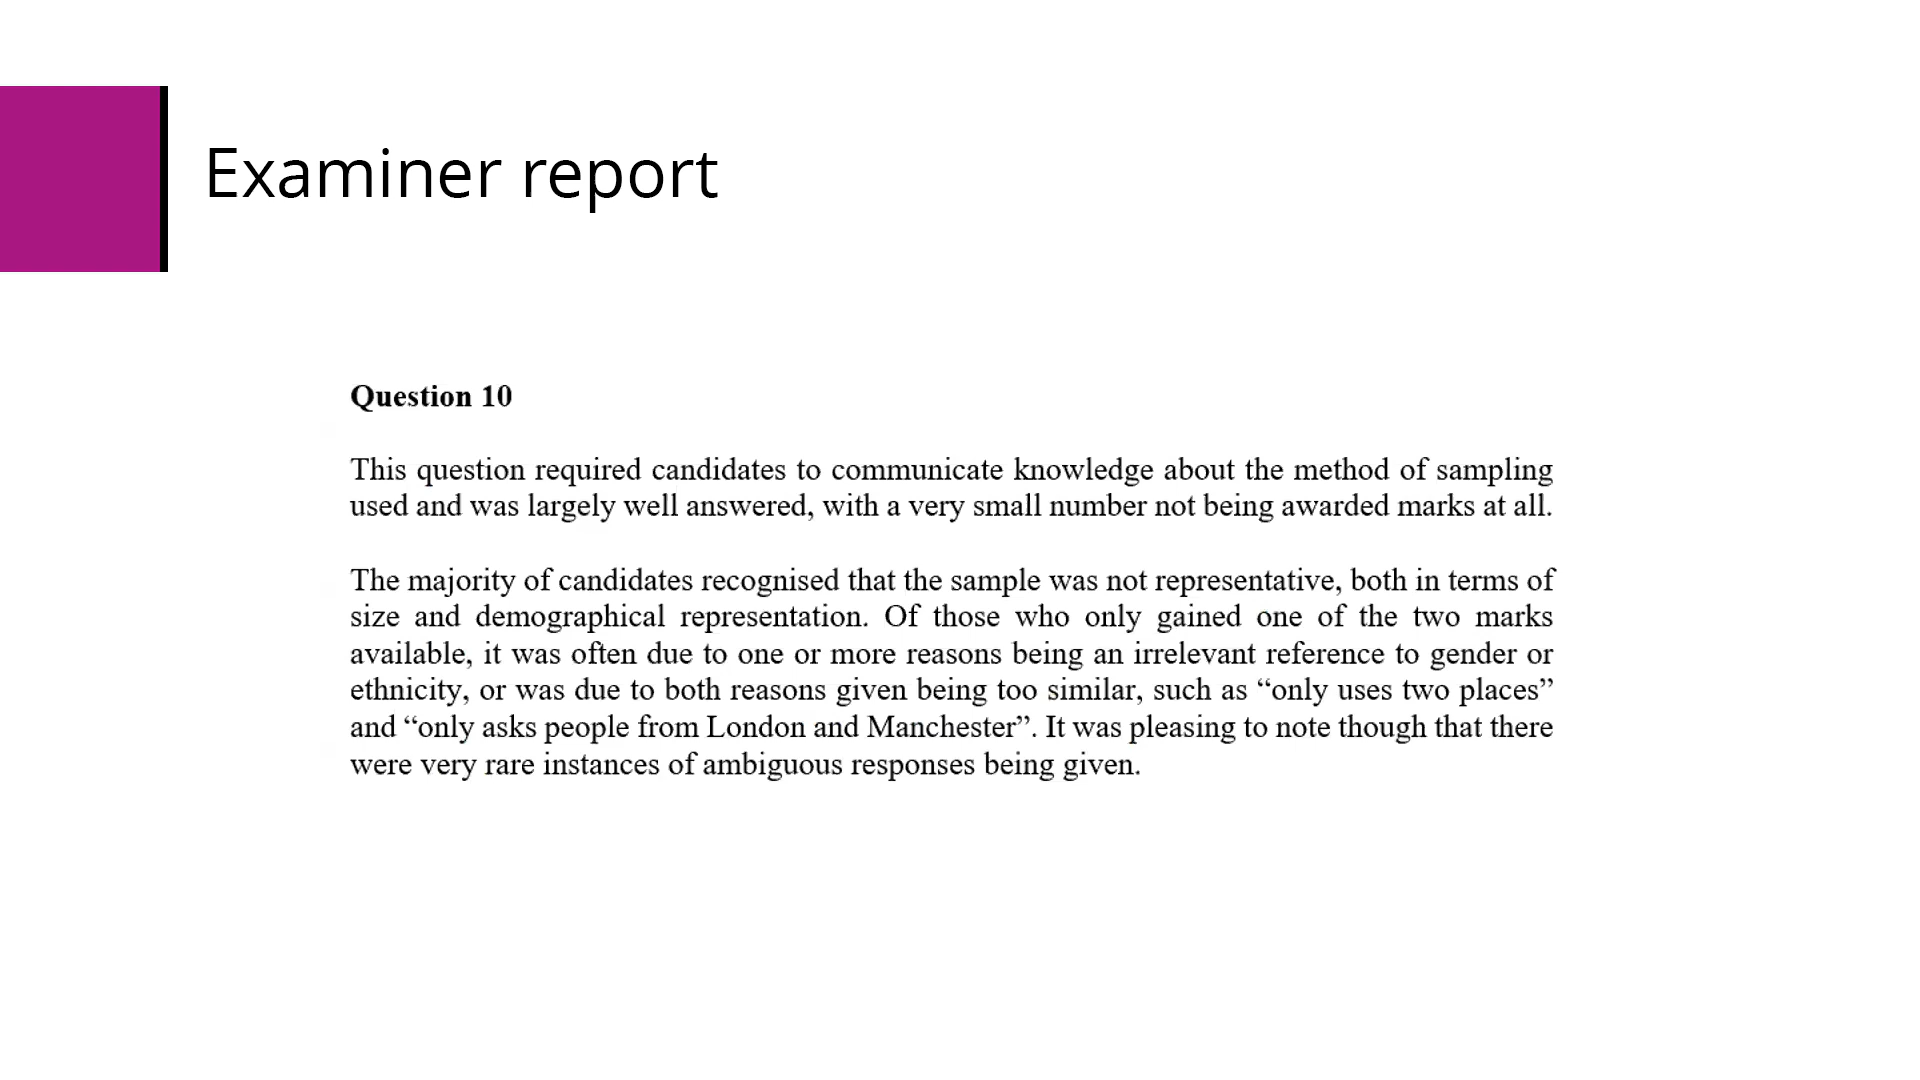 Examiner report
Question 10
This question required candidates to communicate knowledge about the method of sampling
used and was largely well answered, with a very small number not being awarded marks at all.
The majority of candidates recognised that the sample was not representative, both in terms of
size and demographical representation. Of those who only gained one of the two marks
available, it was often due to one or more reasons being an irrelevant reference to gender or
ethnicity, or was due to both reasons given being too similar, such as “only uses two places”
and “only asks people from London and Manchester”. It was pleasing to note though that there
were very rare instances of ambiguous responses being given.